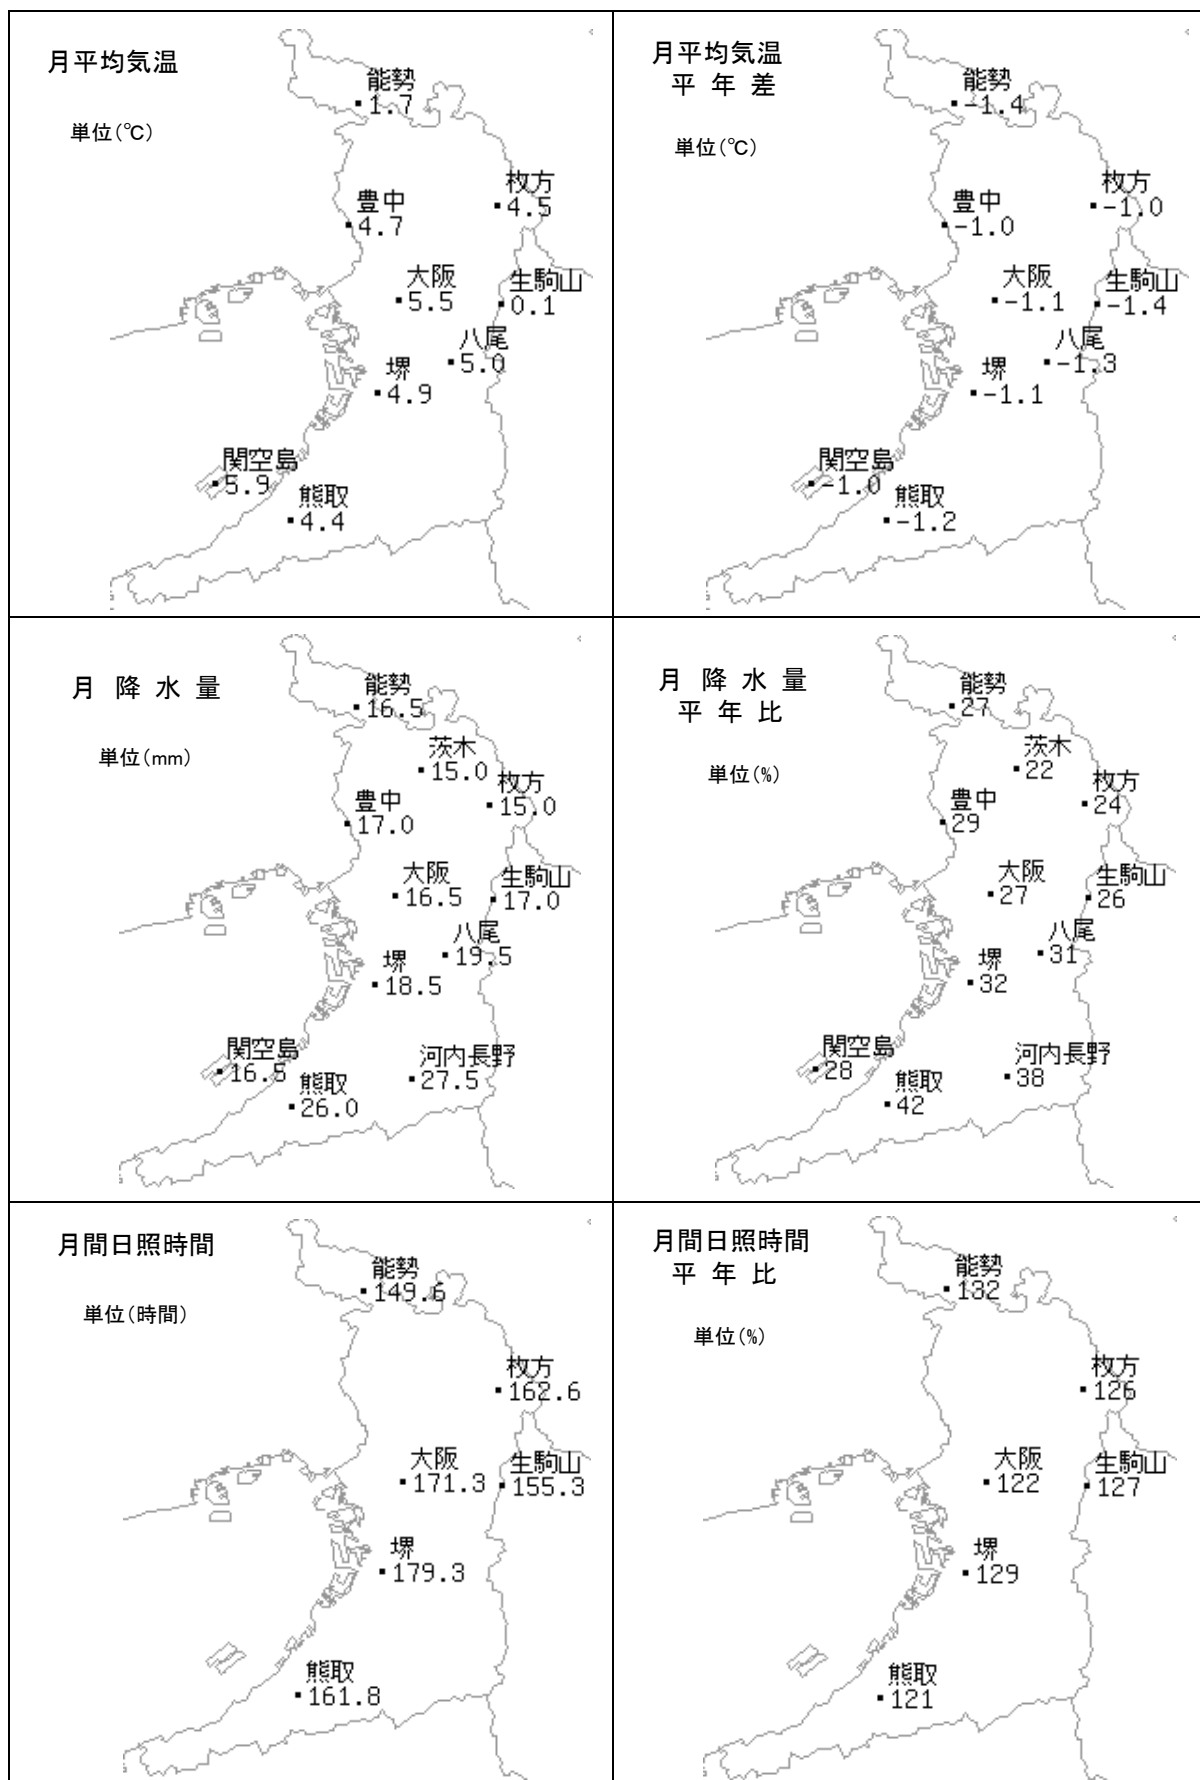 月平均気温
単位(℃)
能勢
1.7
枚方
4.5
豊中
4.7
大阪
5.5
生駒山
0.1
八尾
5.0
堺
4.9
関空島
5.9
熊取
4.4
月平均気温
平 年 差
単位(℃)
能勢
-1.4
枚方
-1.0
豊中
-1.0
大阪
-1.1
生駒山
-1.4
八尾
-1.3
堺
-1.1
関空島
-1.0
熊取
-1.2
月 降 水 量
単位(mm)
能勢
16.5
茨木
15.0
枚方
15.0
豊中
17.0
大阪
16.5
生駒山
17.0
八尾
19.5
堺
18.5
関空島
16.5
河内長野
27.5
熊取
26.0
月 降 水 量
平 年 比
単位(%)
能勢
27
茨木
22
枚方
24
豊中
29
大阪
27
生駒山
26
八尾
31
堺
32
関空島
28
河内長野
38
熊取
42
月間日照時間
単位(時間)
能勢
149.6
枚方
162.6
大阪
171.3
生駒山
155.3
堺
179.3
熊取
161.8
月間日照時間
平 年 比
単位(%)
能勢
132
枚方
126
大阪
122
生駒山
127
堺
129
熊取
121